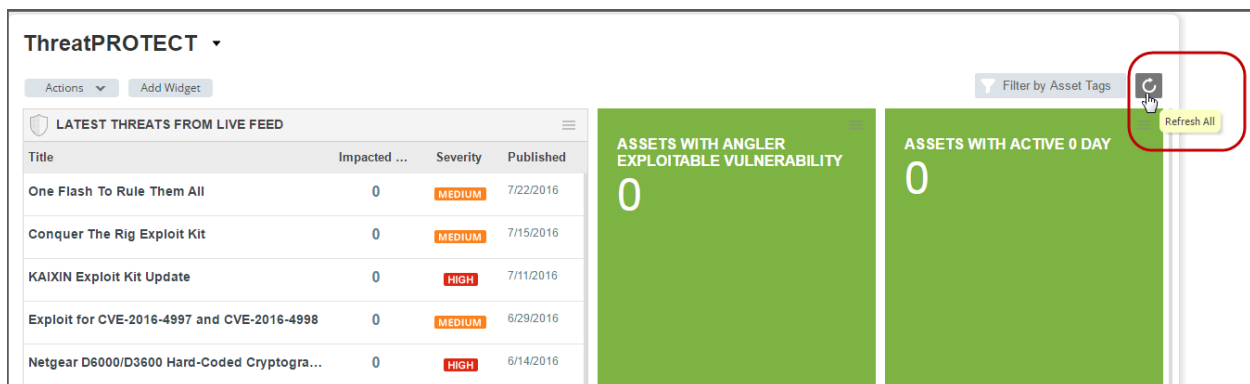 ThreatPROTECT
Actions
Add Widget
Filter by Asset Tags
Refresh All
LATEST THREATS FROM LIVE FEED
Title Impacted ... Severity Published
One Flash To Rule Them All 0 MEDIUM 7/22/2016
Conquer The Rig Exploit Kit 0 MEDIUM 7/15/2016
KAIXIN Exploit Kit Update 0 HIGH 7/11/2016
Exploit for CVE-2016-4997 and CVE-2016-4998 0 MEDIUM 6/29/2016
Netgear D6000/D3600 Hard-Coded Cryptogra... 0 HIGH 6/14/2016
ASSETS WITH ANGLER
EXPLOITABLE VULNERABILITY
0
ASSETS WITH ACTIVE 0 DAY
0